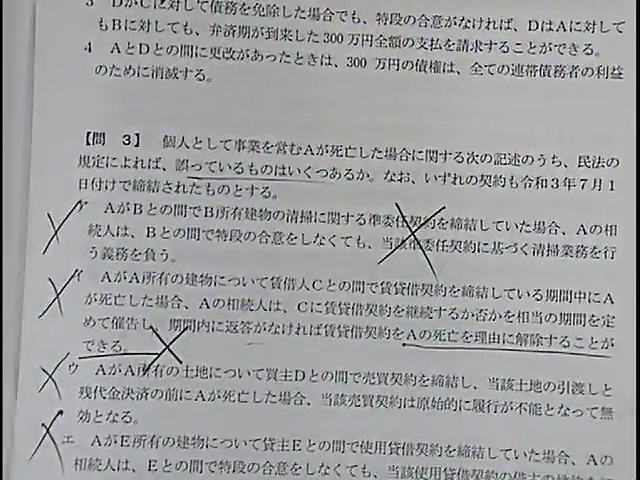 3 DがCに対して債務を免除した場合でも、特段の合意がなければ、DはAに対して
もBに対しても、弁済期が到来した300万円全額の支払を請求することができる。
4 AとDとの間に更改があったときは、300万円の債権は、全ての連帯債務者の利益
のために消滅する。
【問 3】 個人として事業を営むAが死亡した場合に関する次の記述のうち、民法の
規定によれば、誤っているものはいくつあるか。なお、いずれの契約も令和3年7月1
日付けで締結されたものとする。
ア AがBとの間でB所有建物の清掃に関する準委任契約を締結していた場合、Aの相
続人は、Bとの間で特段の合意をしなくても、当該準委任契約に基づく清掃業務を行
う義務を負う。
イ AがA所有の建物について賃借人Cとの間で賃貸借契約を締結している期間中にA
が死亡した場合、Aの相続人は、Cに賃貸借契約を継続するか否かを相当の期間を定
めて催告し、期間内に返答がなければ賃貸借契約をAの死亡を理由に解除することが
できる。
ウ AがA所有の土地について買主Dとの間で売買契約を締結し、当該土地の引渡しと
残代金決済の前にAが死亡した場合、当該売買契約は原始的に履行が不能となって無
効となる。
エ AがE所有の建物について貸主Eとの間で使用貸借契約を締結していた場合、Aの
相続人は、Eとの間で特段の合意をしなくても、当該使用貸借契約の借主の地位を